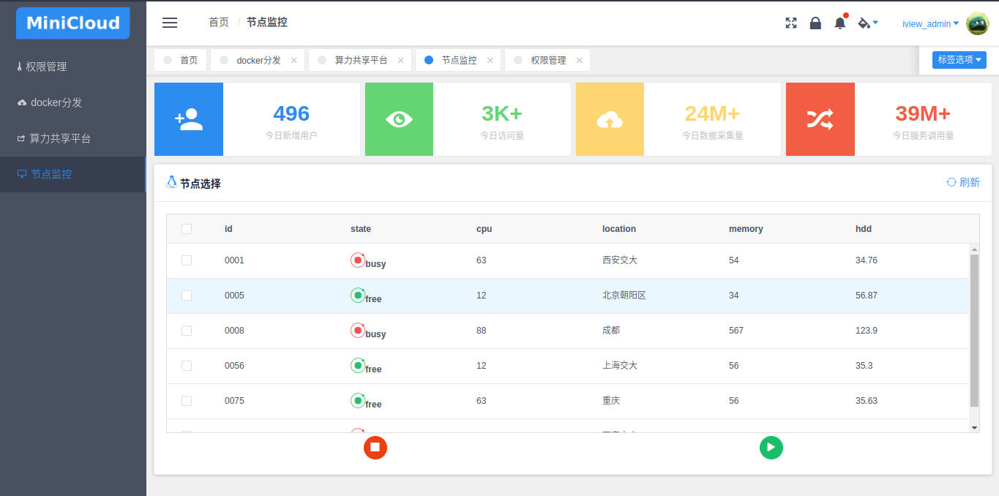 MiniCloud
首页 / 节点监控
iview_admin
权限管理
docker分发
算力共享平台
节点监控
首页
docker分发
算力共享平台
节点监控
权限管理
标签选项
496
今日新增用户
3K+
今日访问量
24M+
今日数据采集量
39M+
今日服务调用量
节点选择
刷新
id state cpu location memory hdd
0001 busy 63 西安交大 54 34.76
0005 free 12 北京朝阳区 34 56.87
0008 busy 88 成都 567 123.9
0056 free 12 上海交大 56 35.3
0075 free 63 重庆 56 35.63